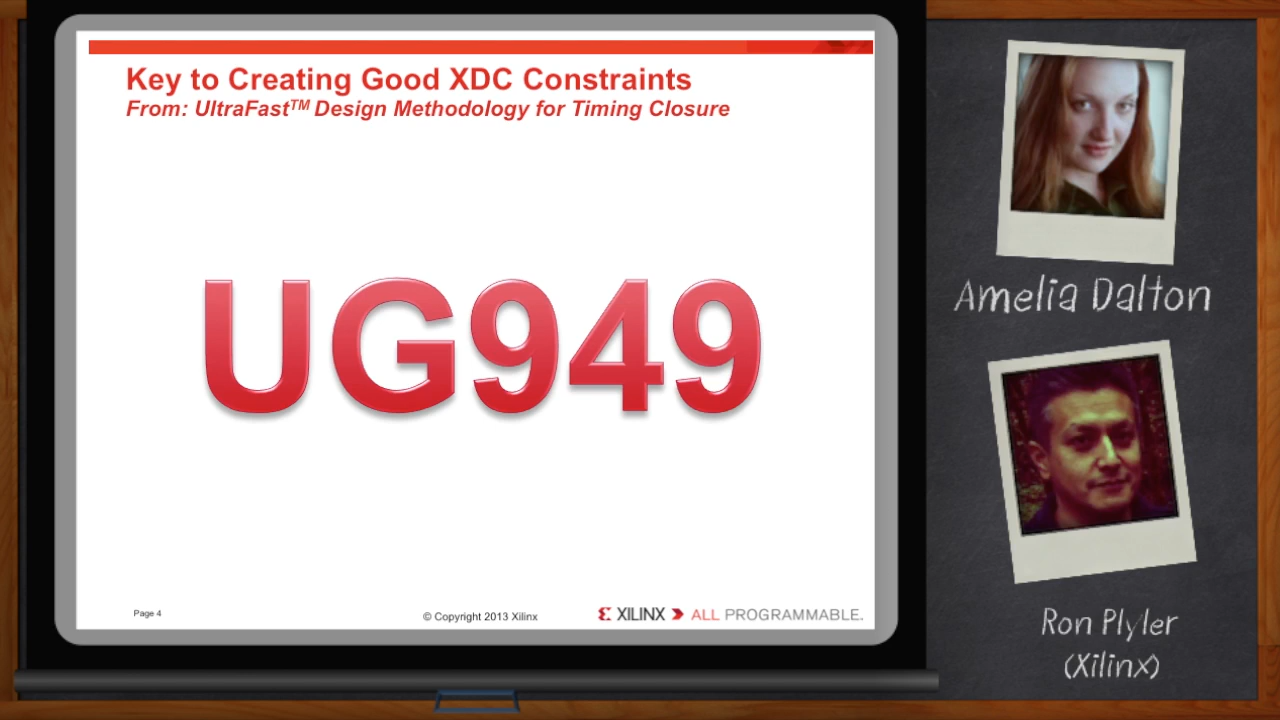 Key to Creating Good XDC Constraints
From: UltraFast™ Design Methodology for Timing Closure
UG949
Page 4
© Copyright 2013 Xilinx
XILINX ALL PROGRAMMABLE.
Amelia Dalton
Ron Plyler
(Xilinx)